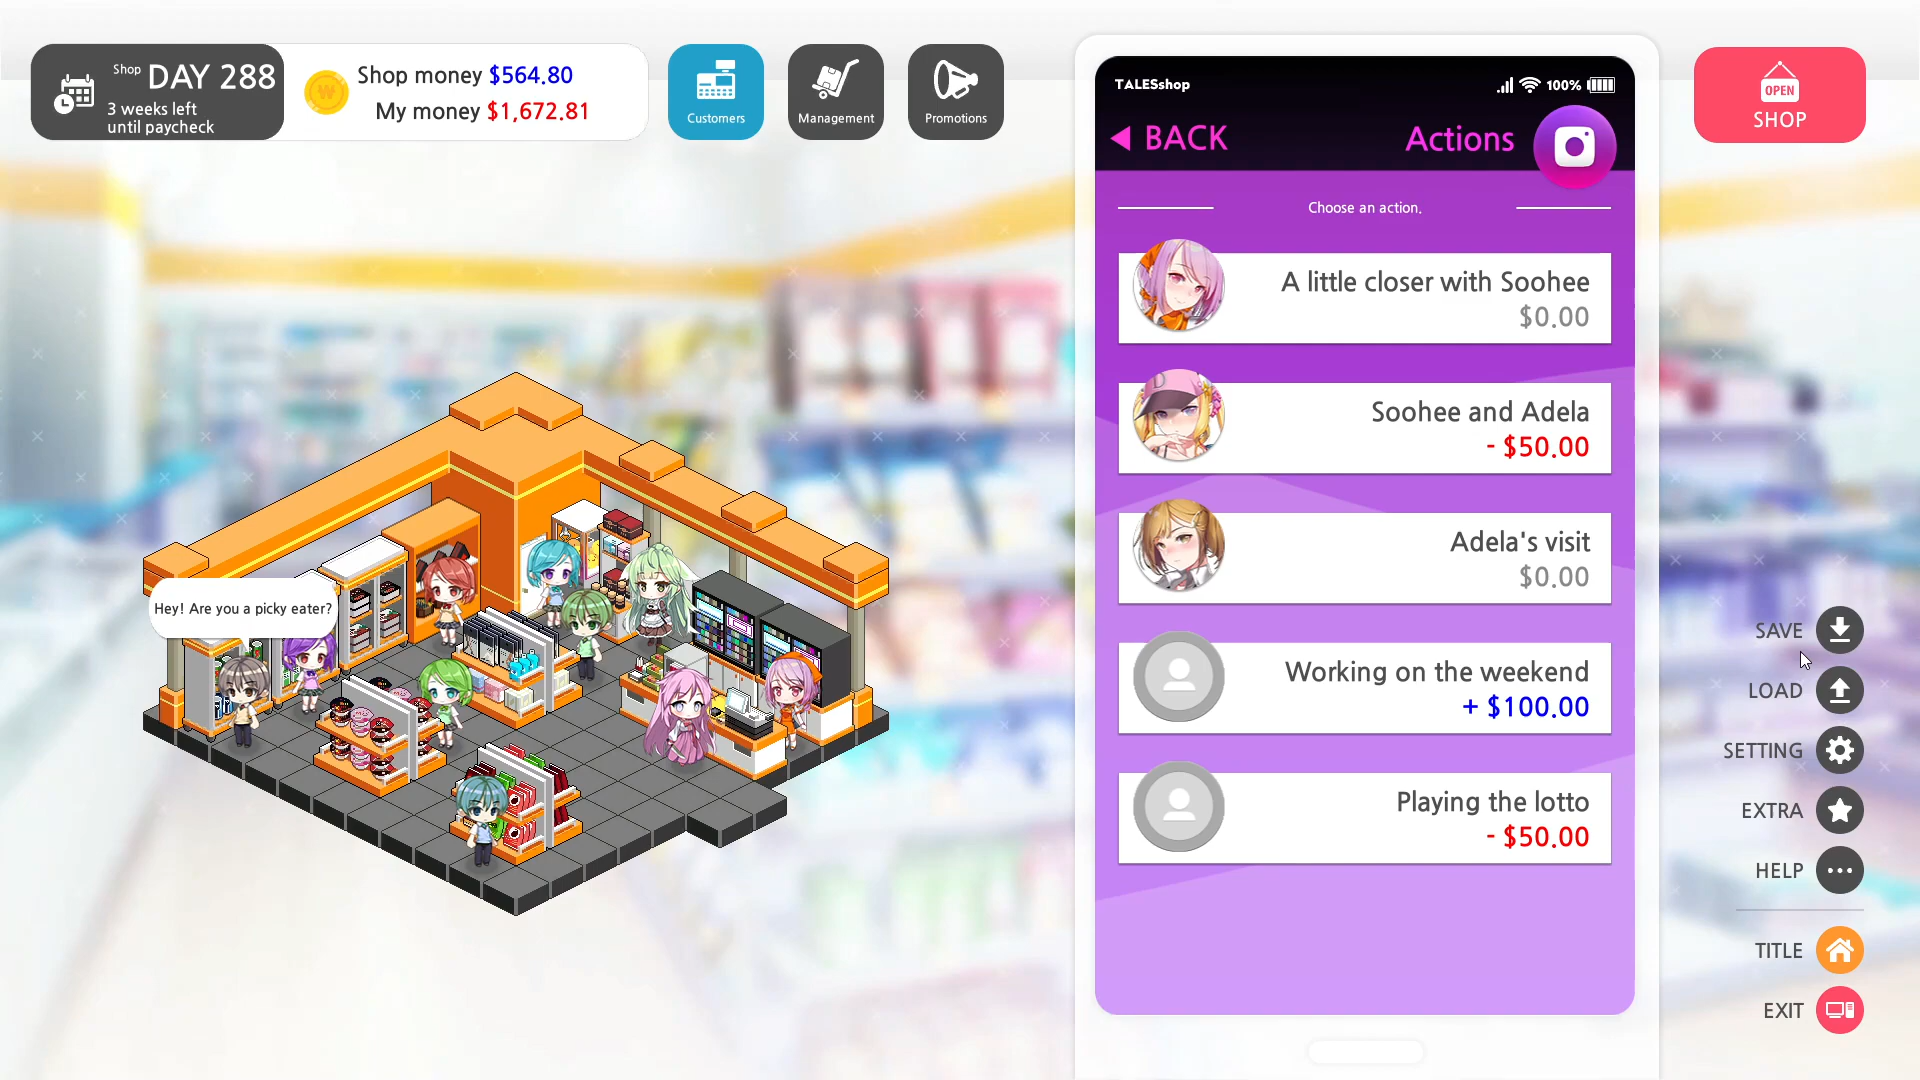 Shop DAY 288
3 weeks left
until paycheck
Shop money $564.80
My money $1,672.81
Customers
Management
Promotions
TALESshop
100%
BACK
Actions
Choose an action.
A little closer with Soohee
$0.00
Soohee and Adela
- $50.00
Adela's visit
$0.00
Working on the weekend
+ $100.00
Playing the lotto
- $50.00
OPEN
SHOP
Hey! Are you a picky eater?
SAVE
LOAD
SETTING
EXTRA
HELP
TITLE
EXIT